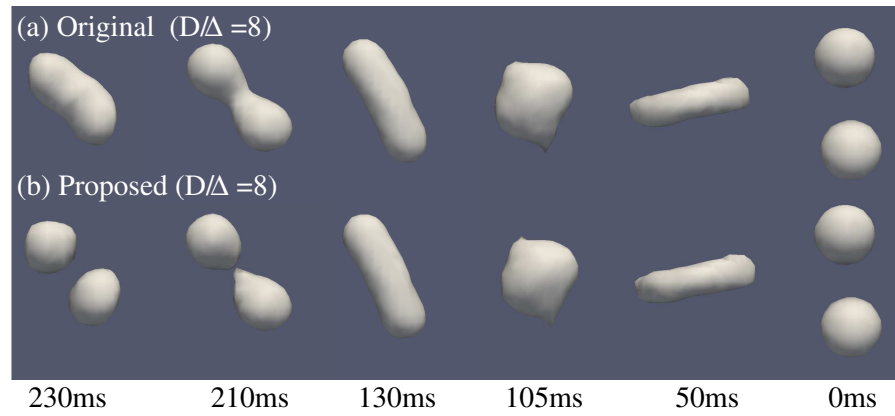 (a) Original (D/Δ =8)
(b) Proposed (D/Δ =8)
230ms 210ms 130ms 105ms 50ms 0ms